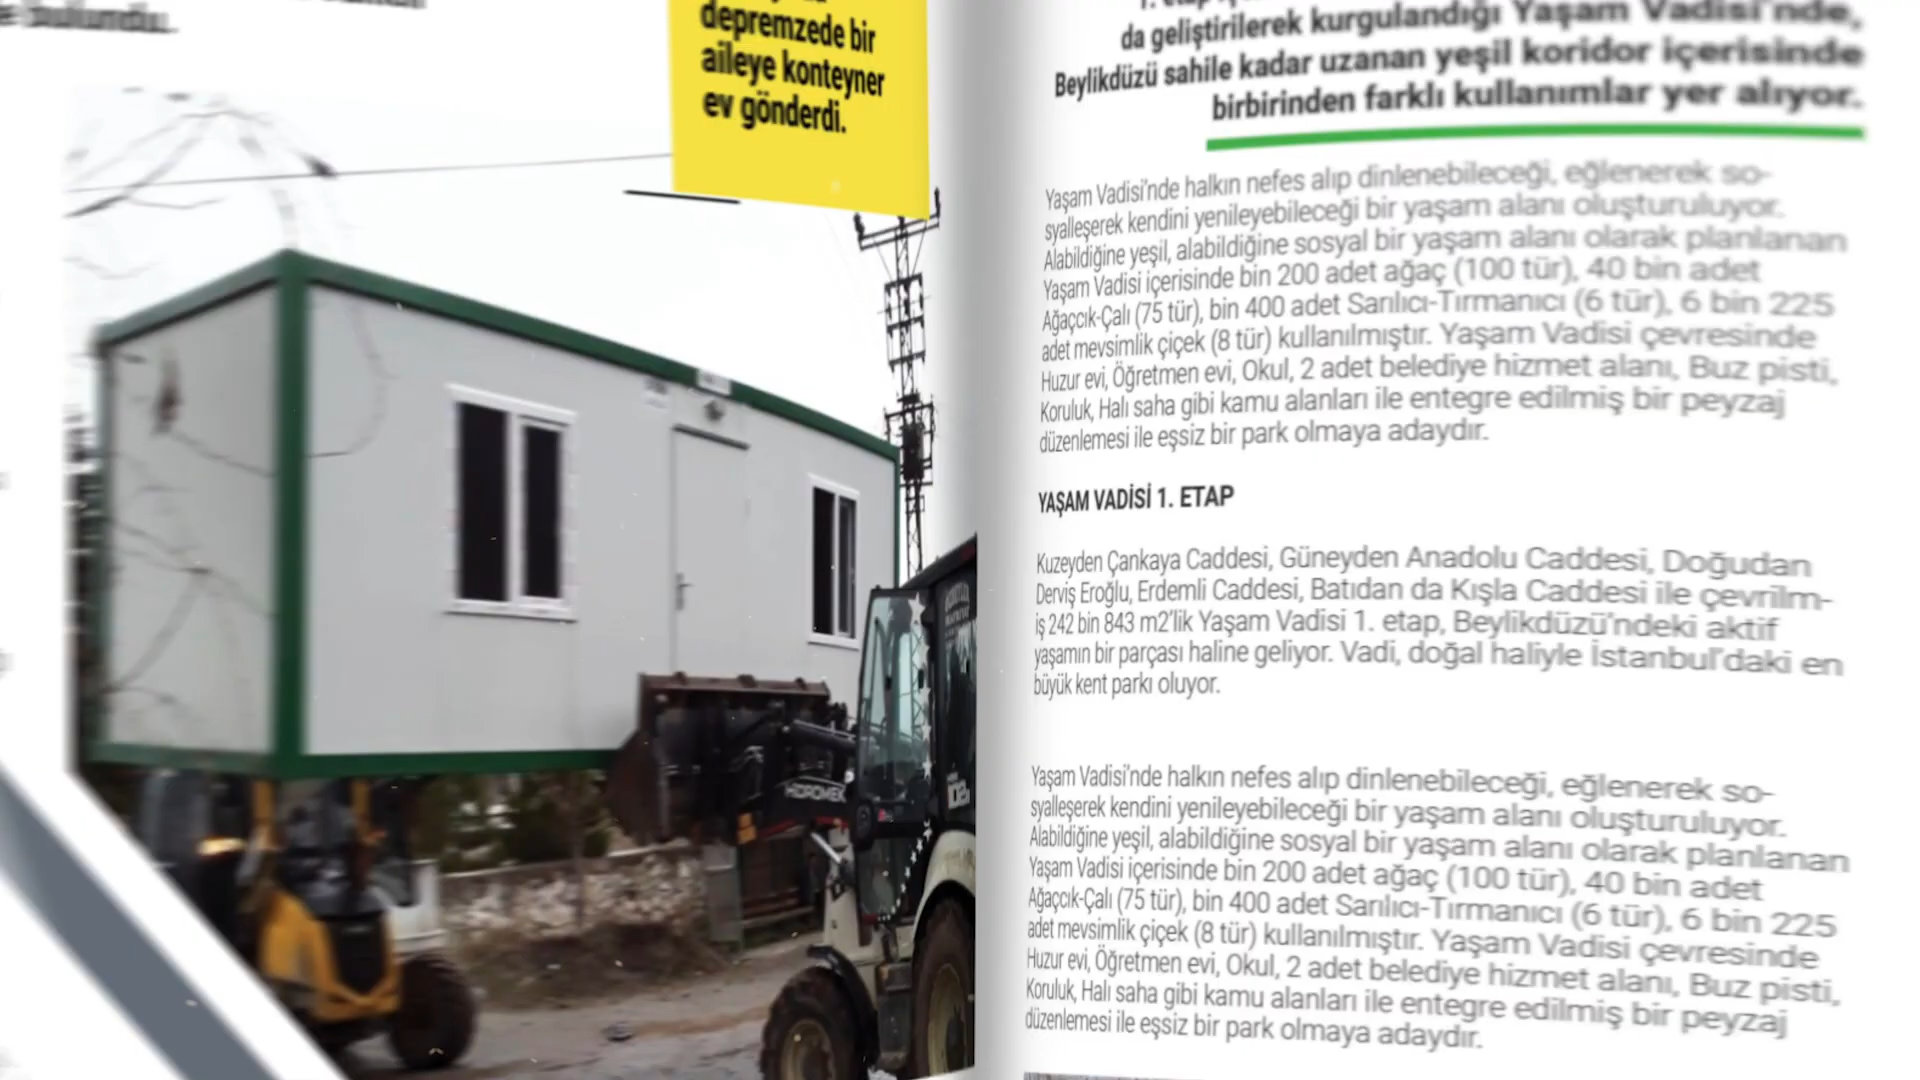 bulundu.
depremzede bir
aileye konteyner
ev gönderdi.
HİDROMEK
1. etap
da geliştirilerek kurgulandığı Yaşam Vadisi'nde,
Beylikdüzü sahile kadar uzanan yeşil koridor içerisinde
birbirinden farklı kullanımlar yer alıyor.
Yaşam Vadisi'nde halkın nefes alıp dinlenebileceği, eğlenerek so-
syalleşerek kendini yenileyebileceği bir yaşam alanı oluşturuluyor.
Alabildiğine yeşil, alabildiğine sosyal bir yaşam alanı olarak planlanan
Yaşam Vadisi içerisinde bin 200 adet ağaç (100 tür), 40 bin adet
Ağaçcık-Çalı (75 tür), bin 400 adet Sarılıcı-Tırmanıcı (6 tür), 6 bin 225
adet mevsimlik çiçek (8 tür) kullanılmıştır. Yaşam Vadisi çevresinde
Huzur evi, Öğretmen evi, Okul, 2 adet belediye hizmet alanı, Buz pisti,
Koruluk, Halı saha gibi kamu alanları ile entegre edilmiş bir peyzaj
düzenlemesi ile eşsiz bir park olmaya adaydır.
YAŞAM VADİSİ 1. ETAP
Kuzeyden Çankaya Caddesi, Güneyden Anadolu Caddesi, Doğudan
Derviş Eroğlu, Erdemli Caddesi, Batıdan da Kışla Caddesi ile çevrilm-
iş 242 bin 843 m2'lik Yaşam Vadisi 1. etap, Beylikdüzü'ndeki aktif
yaşamın bir parçası haline geliyor. Vadi, doğal haliyle İstanbul'daki en
büyük kent parkı oluyor.
Yaşam Vadisi'nde halkın nefes alıp dinlenebileceği, eğlenerek so-
syalleşerek kendini yenileyebileceği bir yaşam alanı oluşturuluyor.
Alabildiğine yeşil, alabildiğine sosyal bir yaşam alanı olarak planlanan
Yaşam Vadisi içerisinde bin 200 adet ağaç (100 tür), 40 bin adet
Ağaçcık-Çalı (75 tür), bin 400 adet Sarılıcı-Tırmanıcı (6 tür), 6 bin 225
adet mevsimlik çiçek (8 tür) kullanılmıştır. Yaşam Vadisi çevresinde
Huzur evi, Öğretmen evi, Okul, 2 adet belediye hizmet alanı, Buz pisti,
Koruluk, Halı saha gibi kamu alanları ile entegre edilmiş bir peyzaj
düzenlemesi ile eşsiz bir park olmaya adaydır.